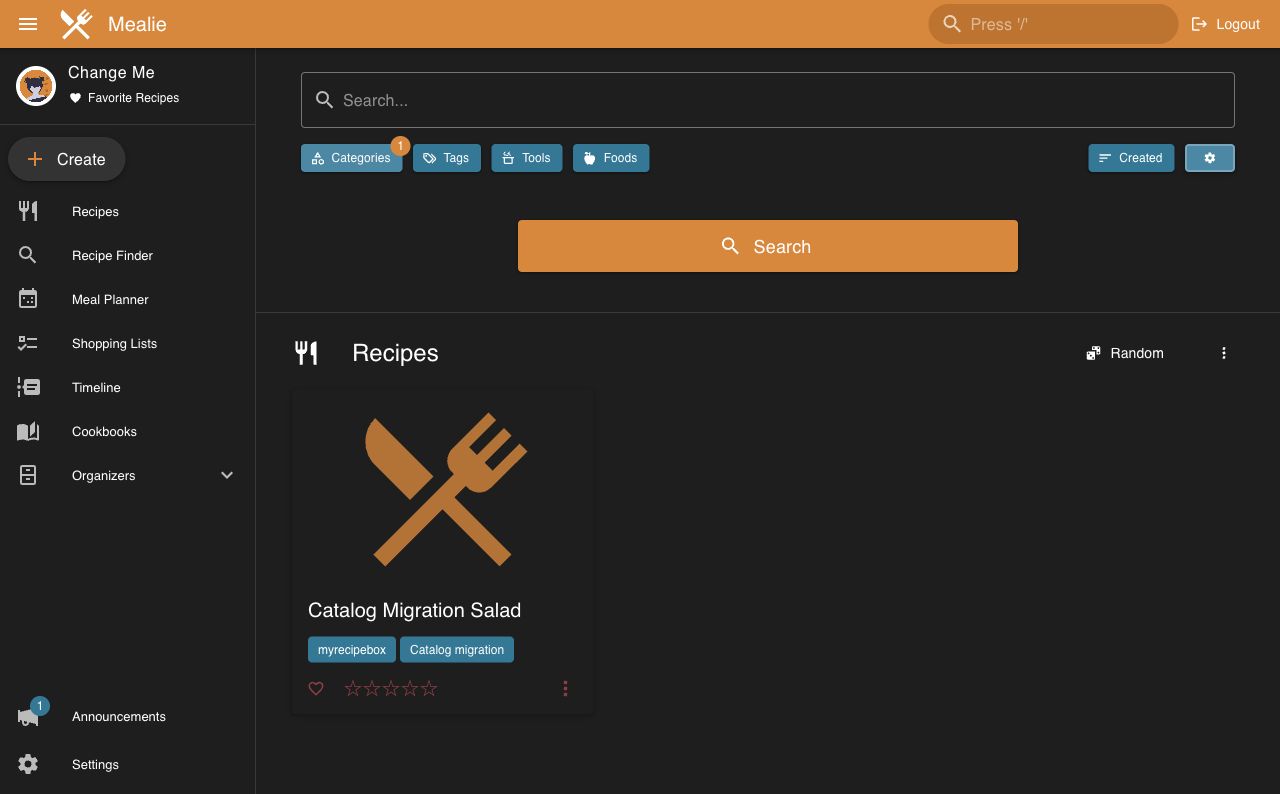 Mealie
Press '/'
Logout
Change Me
Favorite Recipes
Create
Recipes
Recipe Finder
Meal Planner
Shopping Lists
Timeline
Cookbooks
Organizers
1
Announcements
Settings
Search...
Categories
1
Tags
Tools
Foods
Created
Search
Recipes
Random
Catalog Migration Salad
myrecipebox
Catalog migration